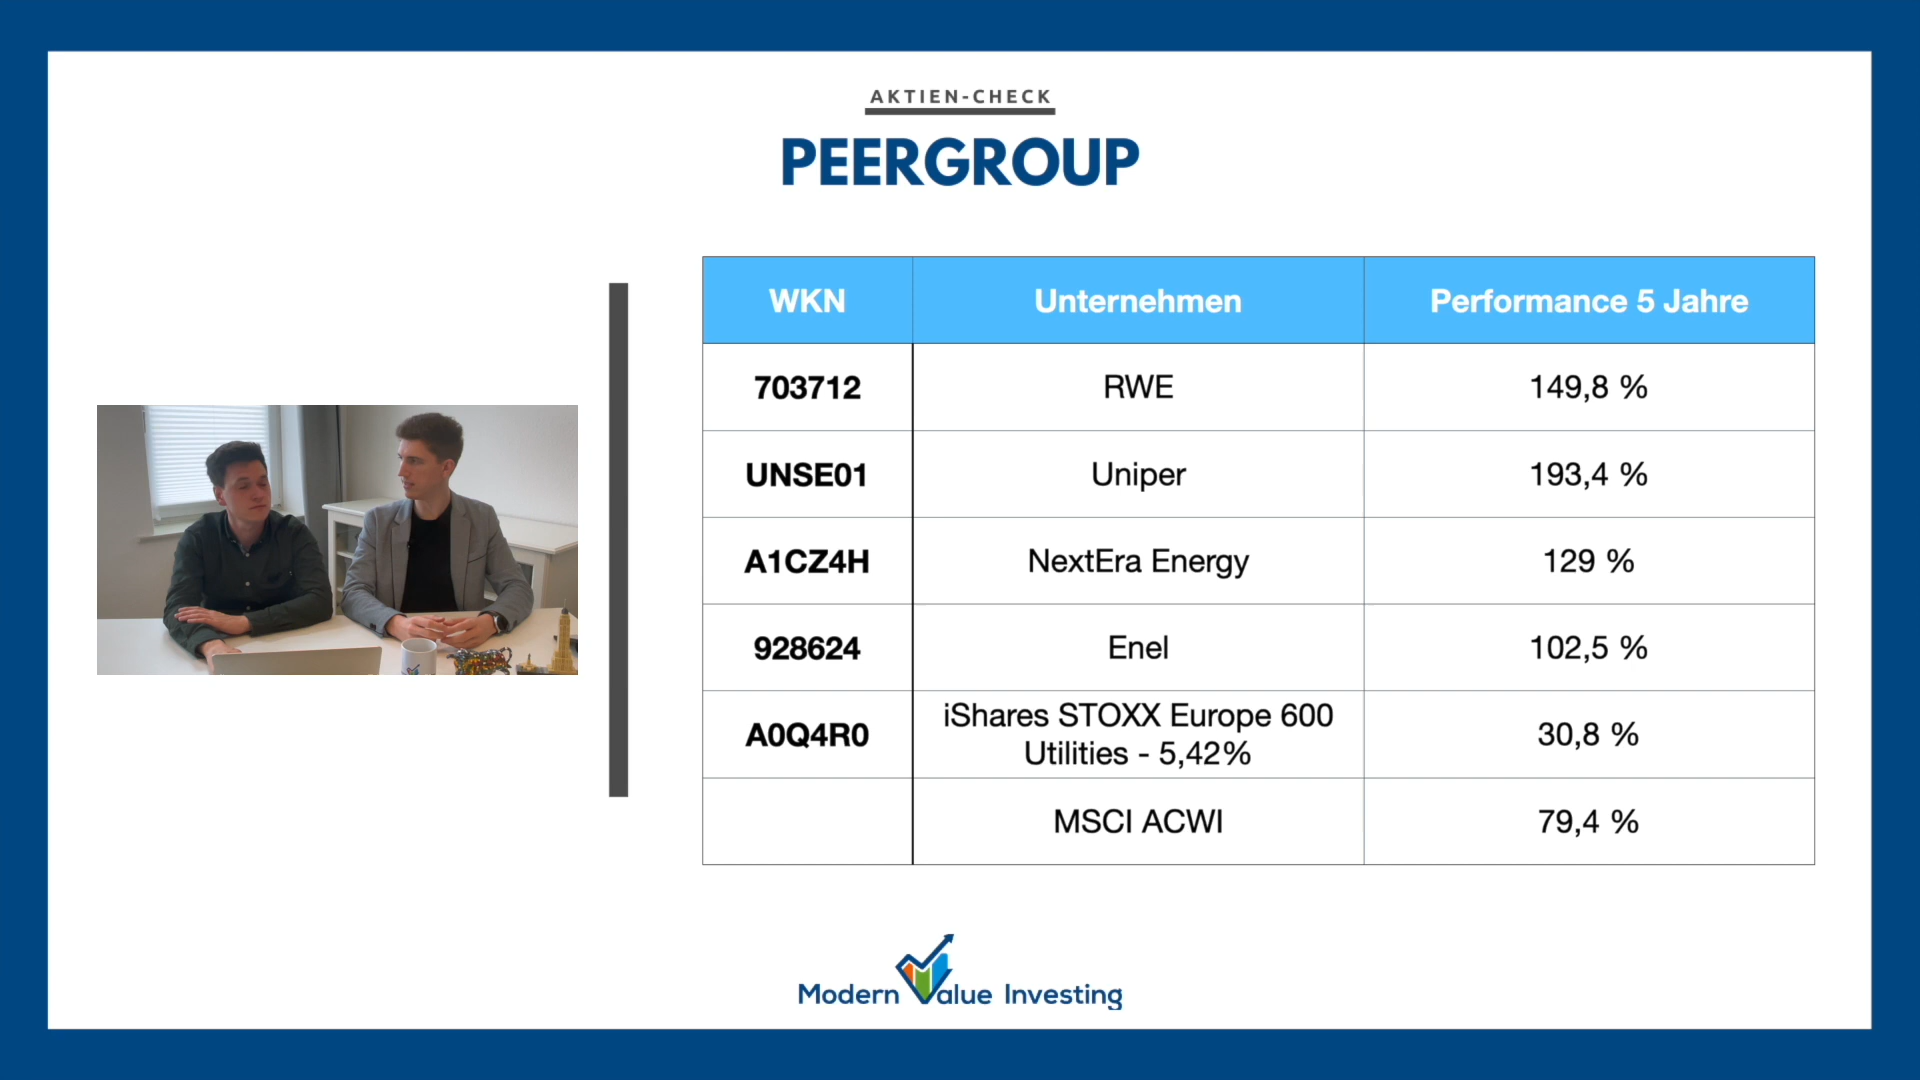 AKTIEN-CHECK
PEERGROUP
WKN Unternehmen Performance 5 Jahre
703712 RWE 149,8 %
UNSE01 Uniper 193,4 %
A1CZ4H NextEra Energy 129 %
928624 Enel 102,5 %
A0Q4R0 iShares STOXX Europe 600
Utilities - 5,42% 30,8 %
MSCI ACWI 79,4 %
Modern Value Investing